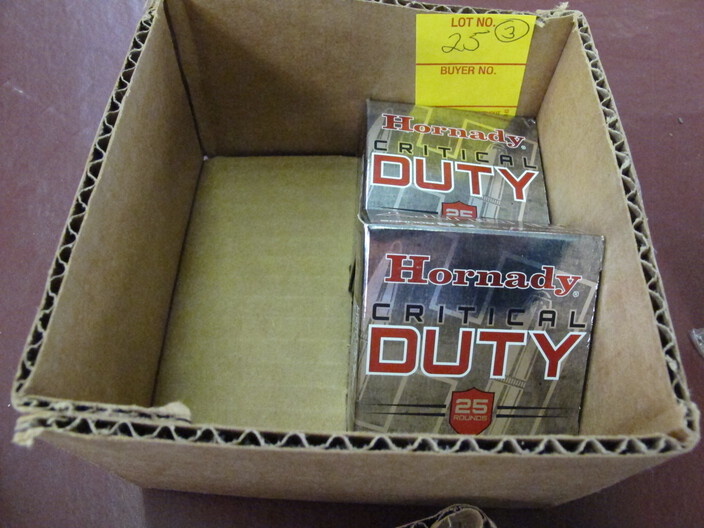 LOT NO.
25 3
BUYER NO.
Hornady
CRITICAL
DUTY
25
Hornady®
CRITICAL
DUTY
25
ROUNDS